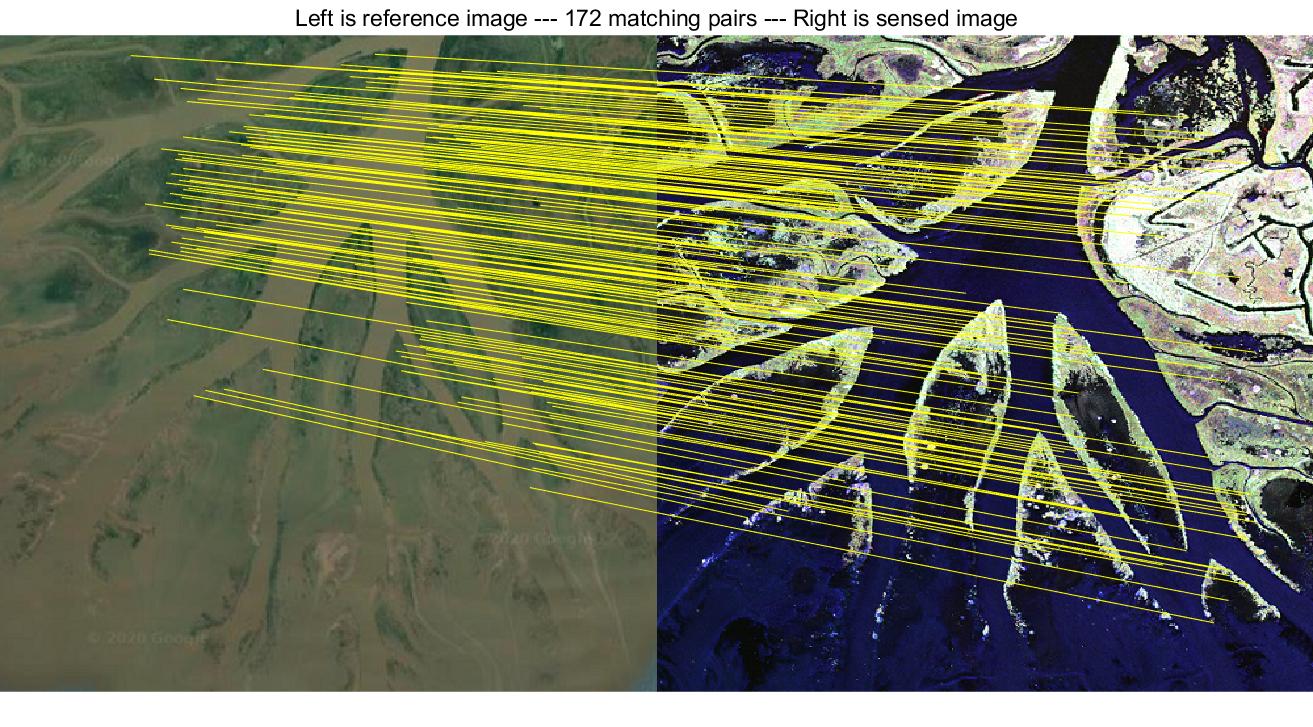 Left is reference image --- 172 matching pairs --- Right is sensed image
2020 Google
© 2020 Google